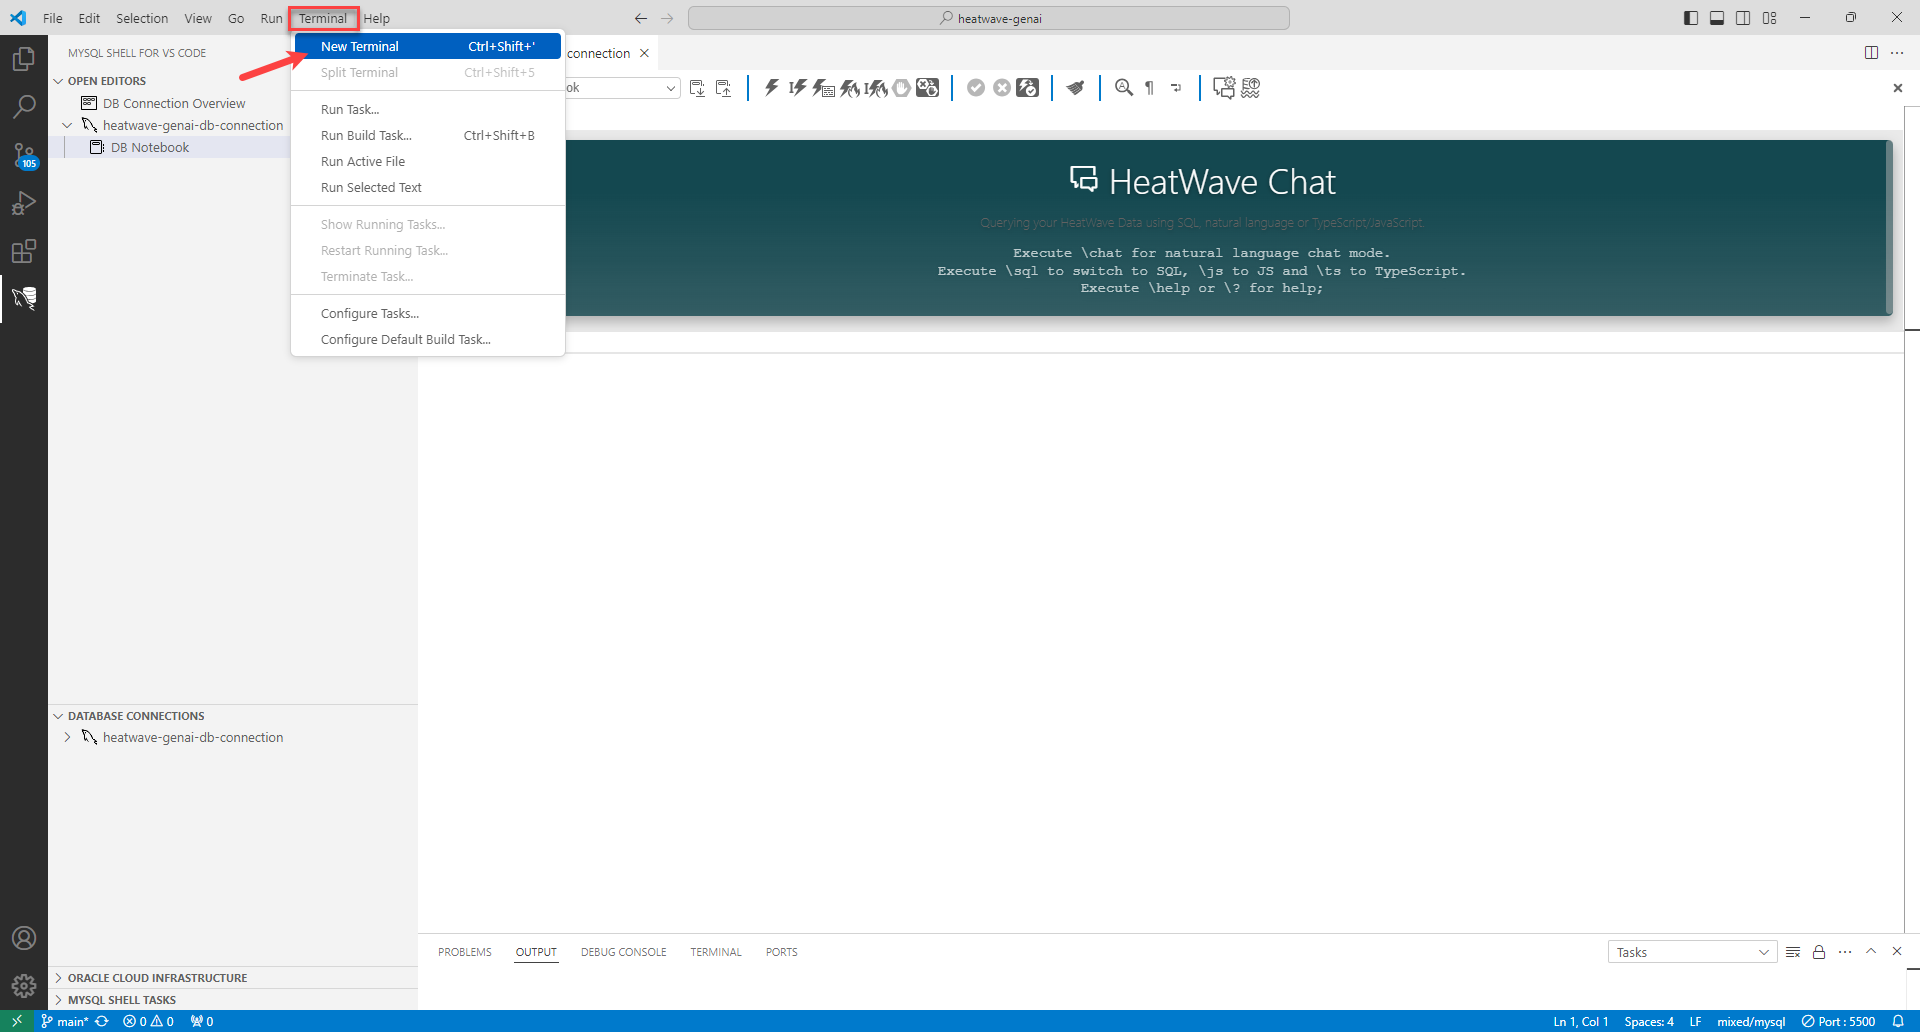 File Edit Selection View Go Run Terminal Help
heatwave-genai
MYSQL SHELL FOR VS CODE
OPEN EDITORS
DB Connection Overview
heatwave-genai-db-connection
DB Notebook
105
New Terminal Ctrl+Shift+'
Split Terminal Ctrl+Shift+5
Run Task...
Run Build Task... Ctrl+Shift+B
Run Active File
Run Selected Text
Show Running Tasks...
Restart Running Task...
Terminate Task...
Configure Tasks...
Configure Default Build Task...
connection
ok
HeatWave Chat
Querying your HeatWave Data using SQL, natural language or TypeScript/JavaScript.
Execute \chat for natural language chat mode.
Execute \sql to switch to SQL, \js to JS and \ts to TypeScript.
Execute \help or \? for help;
DATABASE CONNECTIONS
heatwave-genai-db-connection
ORACLE CLOUD INFRASTRUCTURE
MYSQL SHELL TASKS
PROBLEMS OUTPUT DEBUG CONSOLE TERMINAL PORTS
Tasks
main* 0 0 0
Ln 1, Col 1 Spaces: 4 LF mixed/mysql Port : 5500